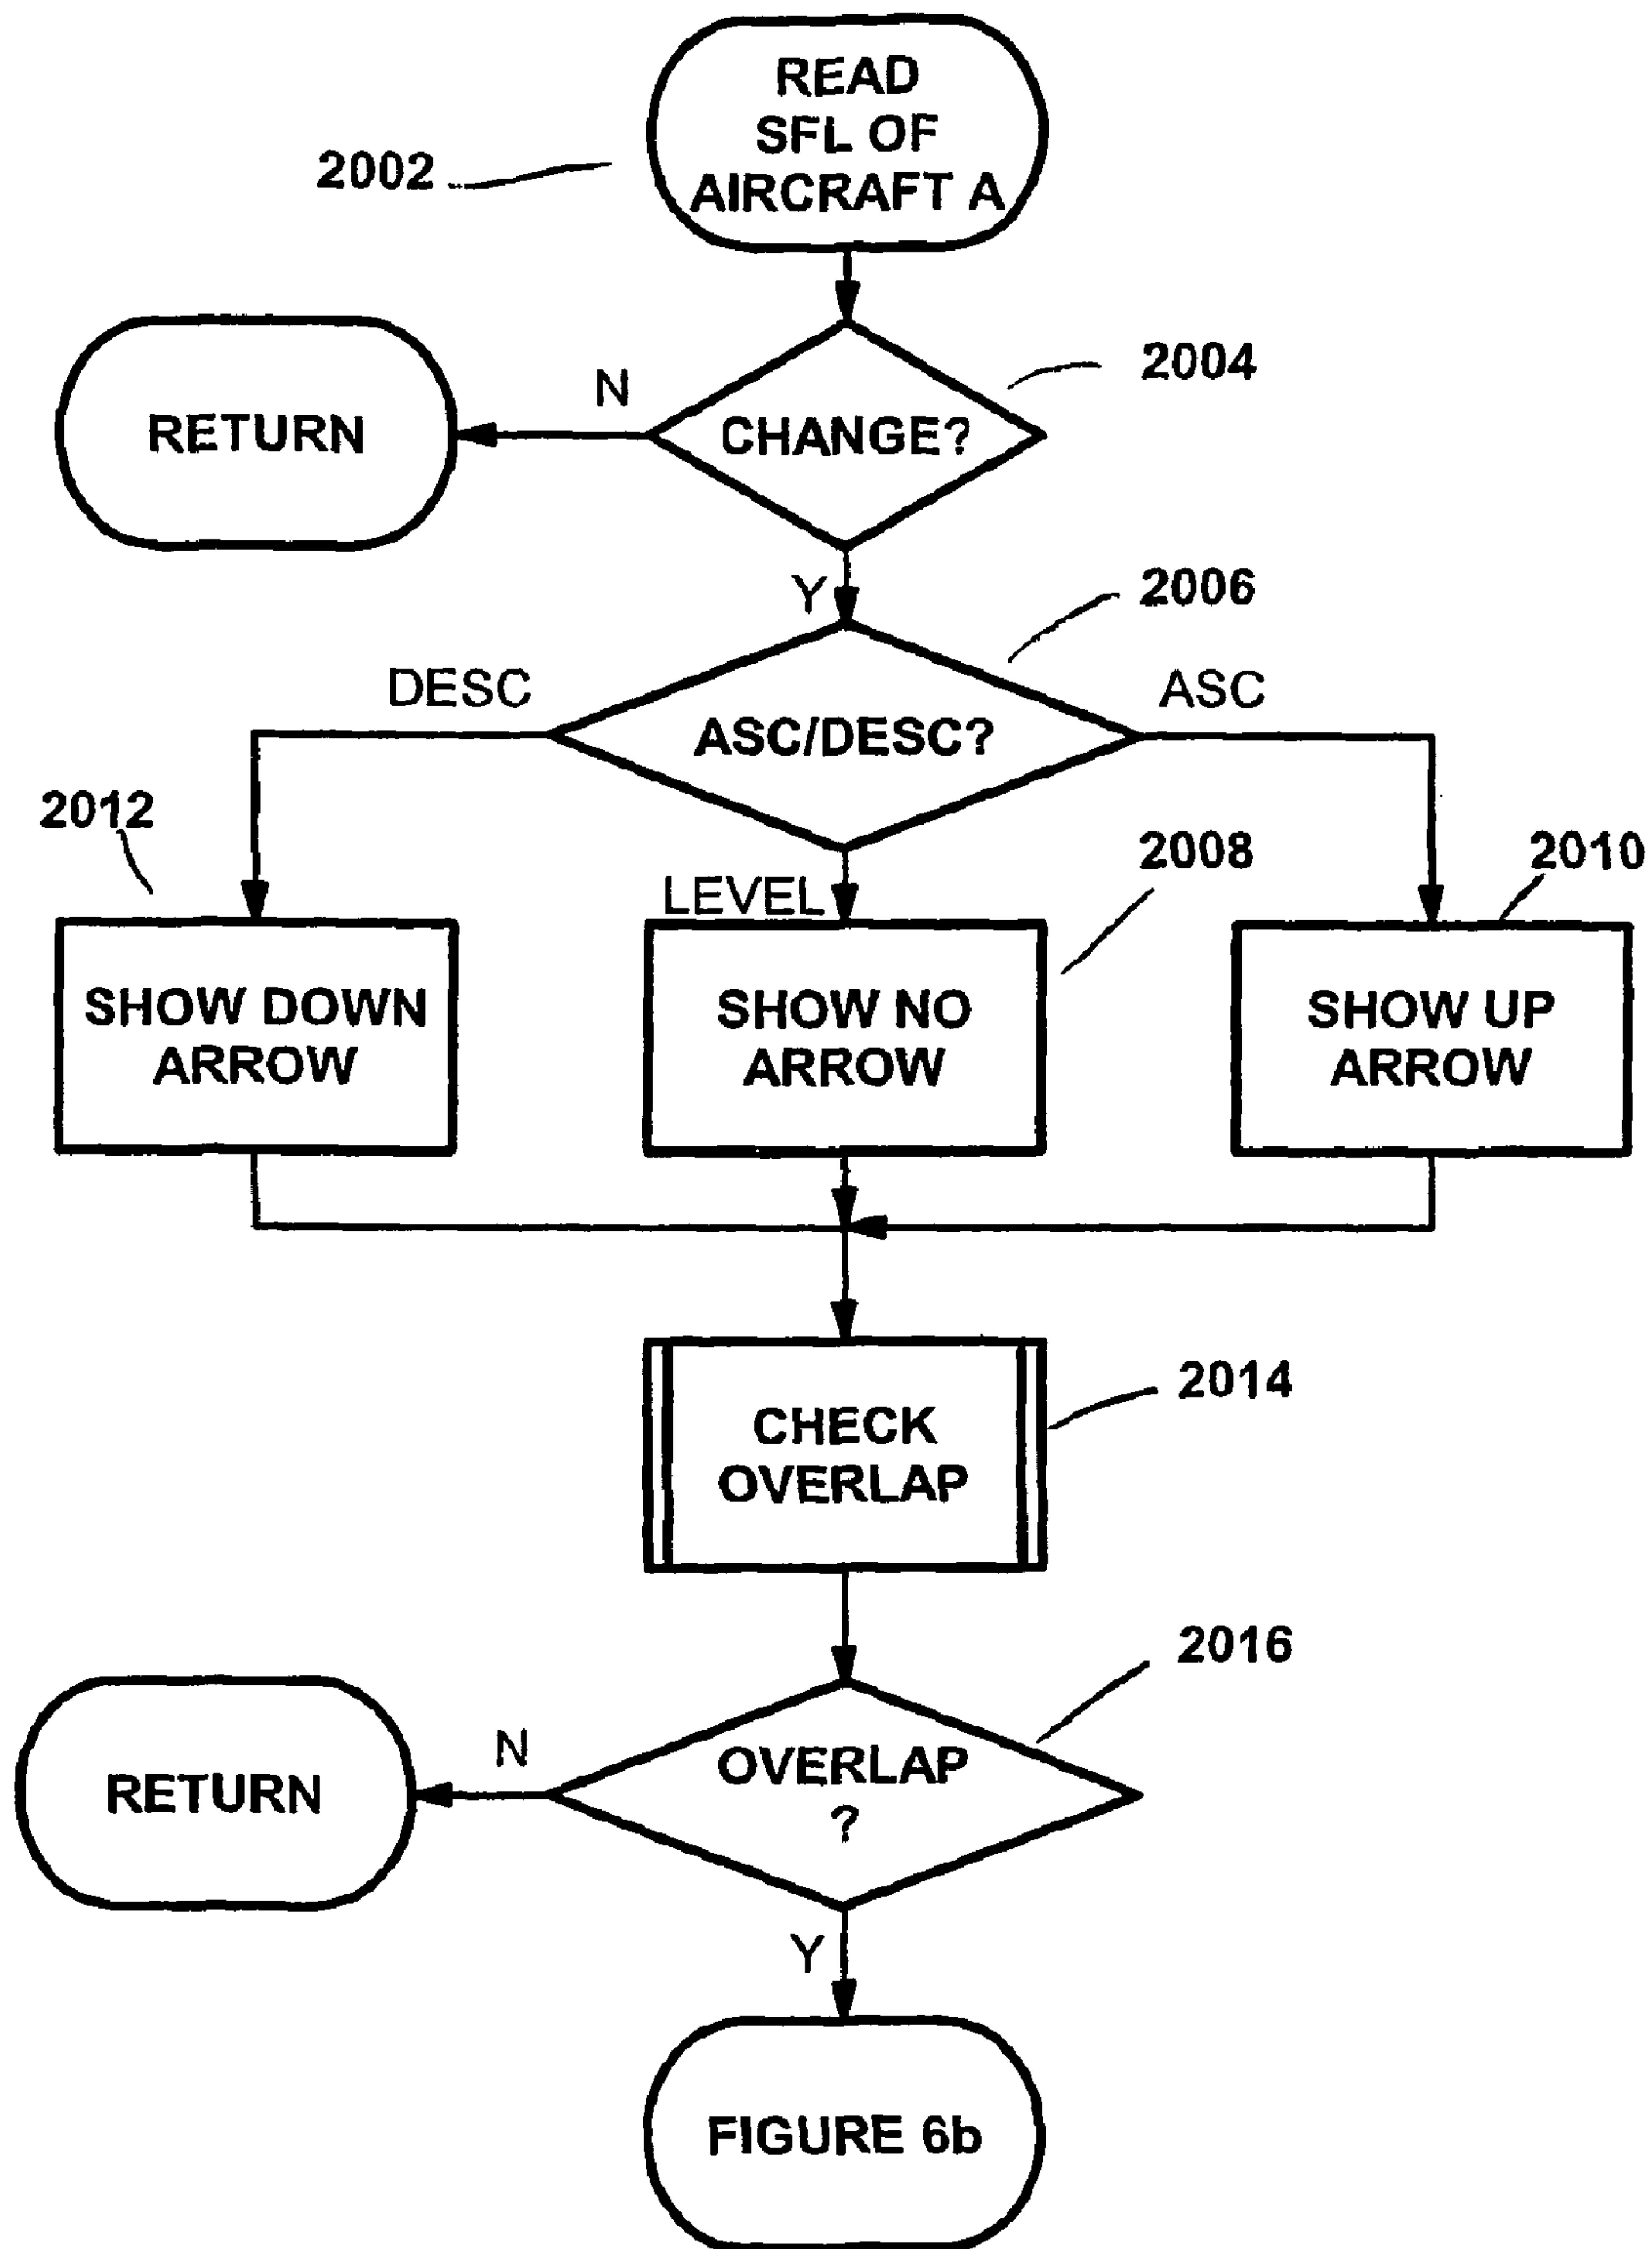 READ
SFL OF
AIRCRAFT A
2002
2004
N
CHANGE?
RETURN
Y
2006
DESC
ASC
ASC/DESC?
2012
2008
2010
LEVEL
SHOW DOWN
ARROW
SHOW NO
ARROW
SHOW UP
ARROW
2014
CHECK
OVERLAP
2016
N
OVERLAP
?
RETURN
Y
FIGURE 6b